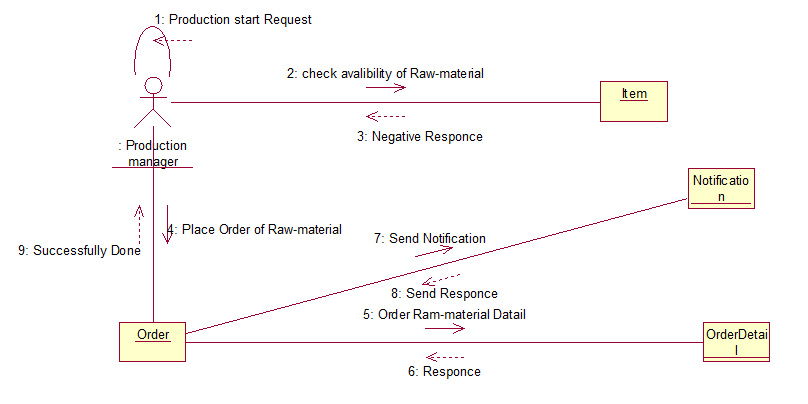 1: Production start Request
2: check avalibility of Raw-material
Item
3: Negative Responce
: Production
manager
Notificatio
n
4: Place Order of Raw-material
7: Send Notification
9: Successfully Done
8: Send Responce
5: Order Ram-material Datail
Order
OrderDetai
l
6: Responce